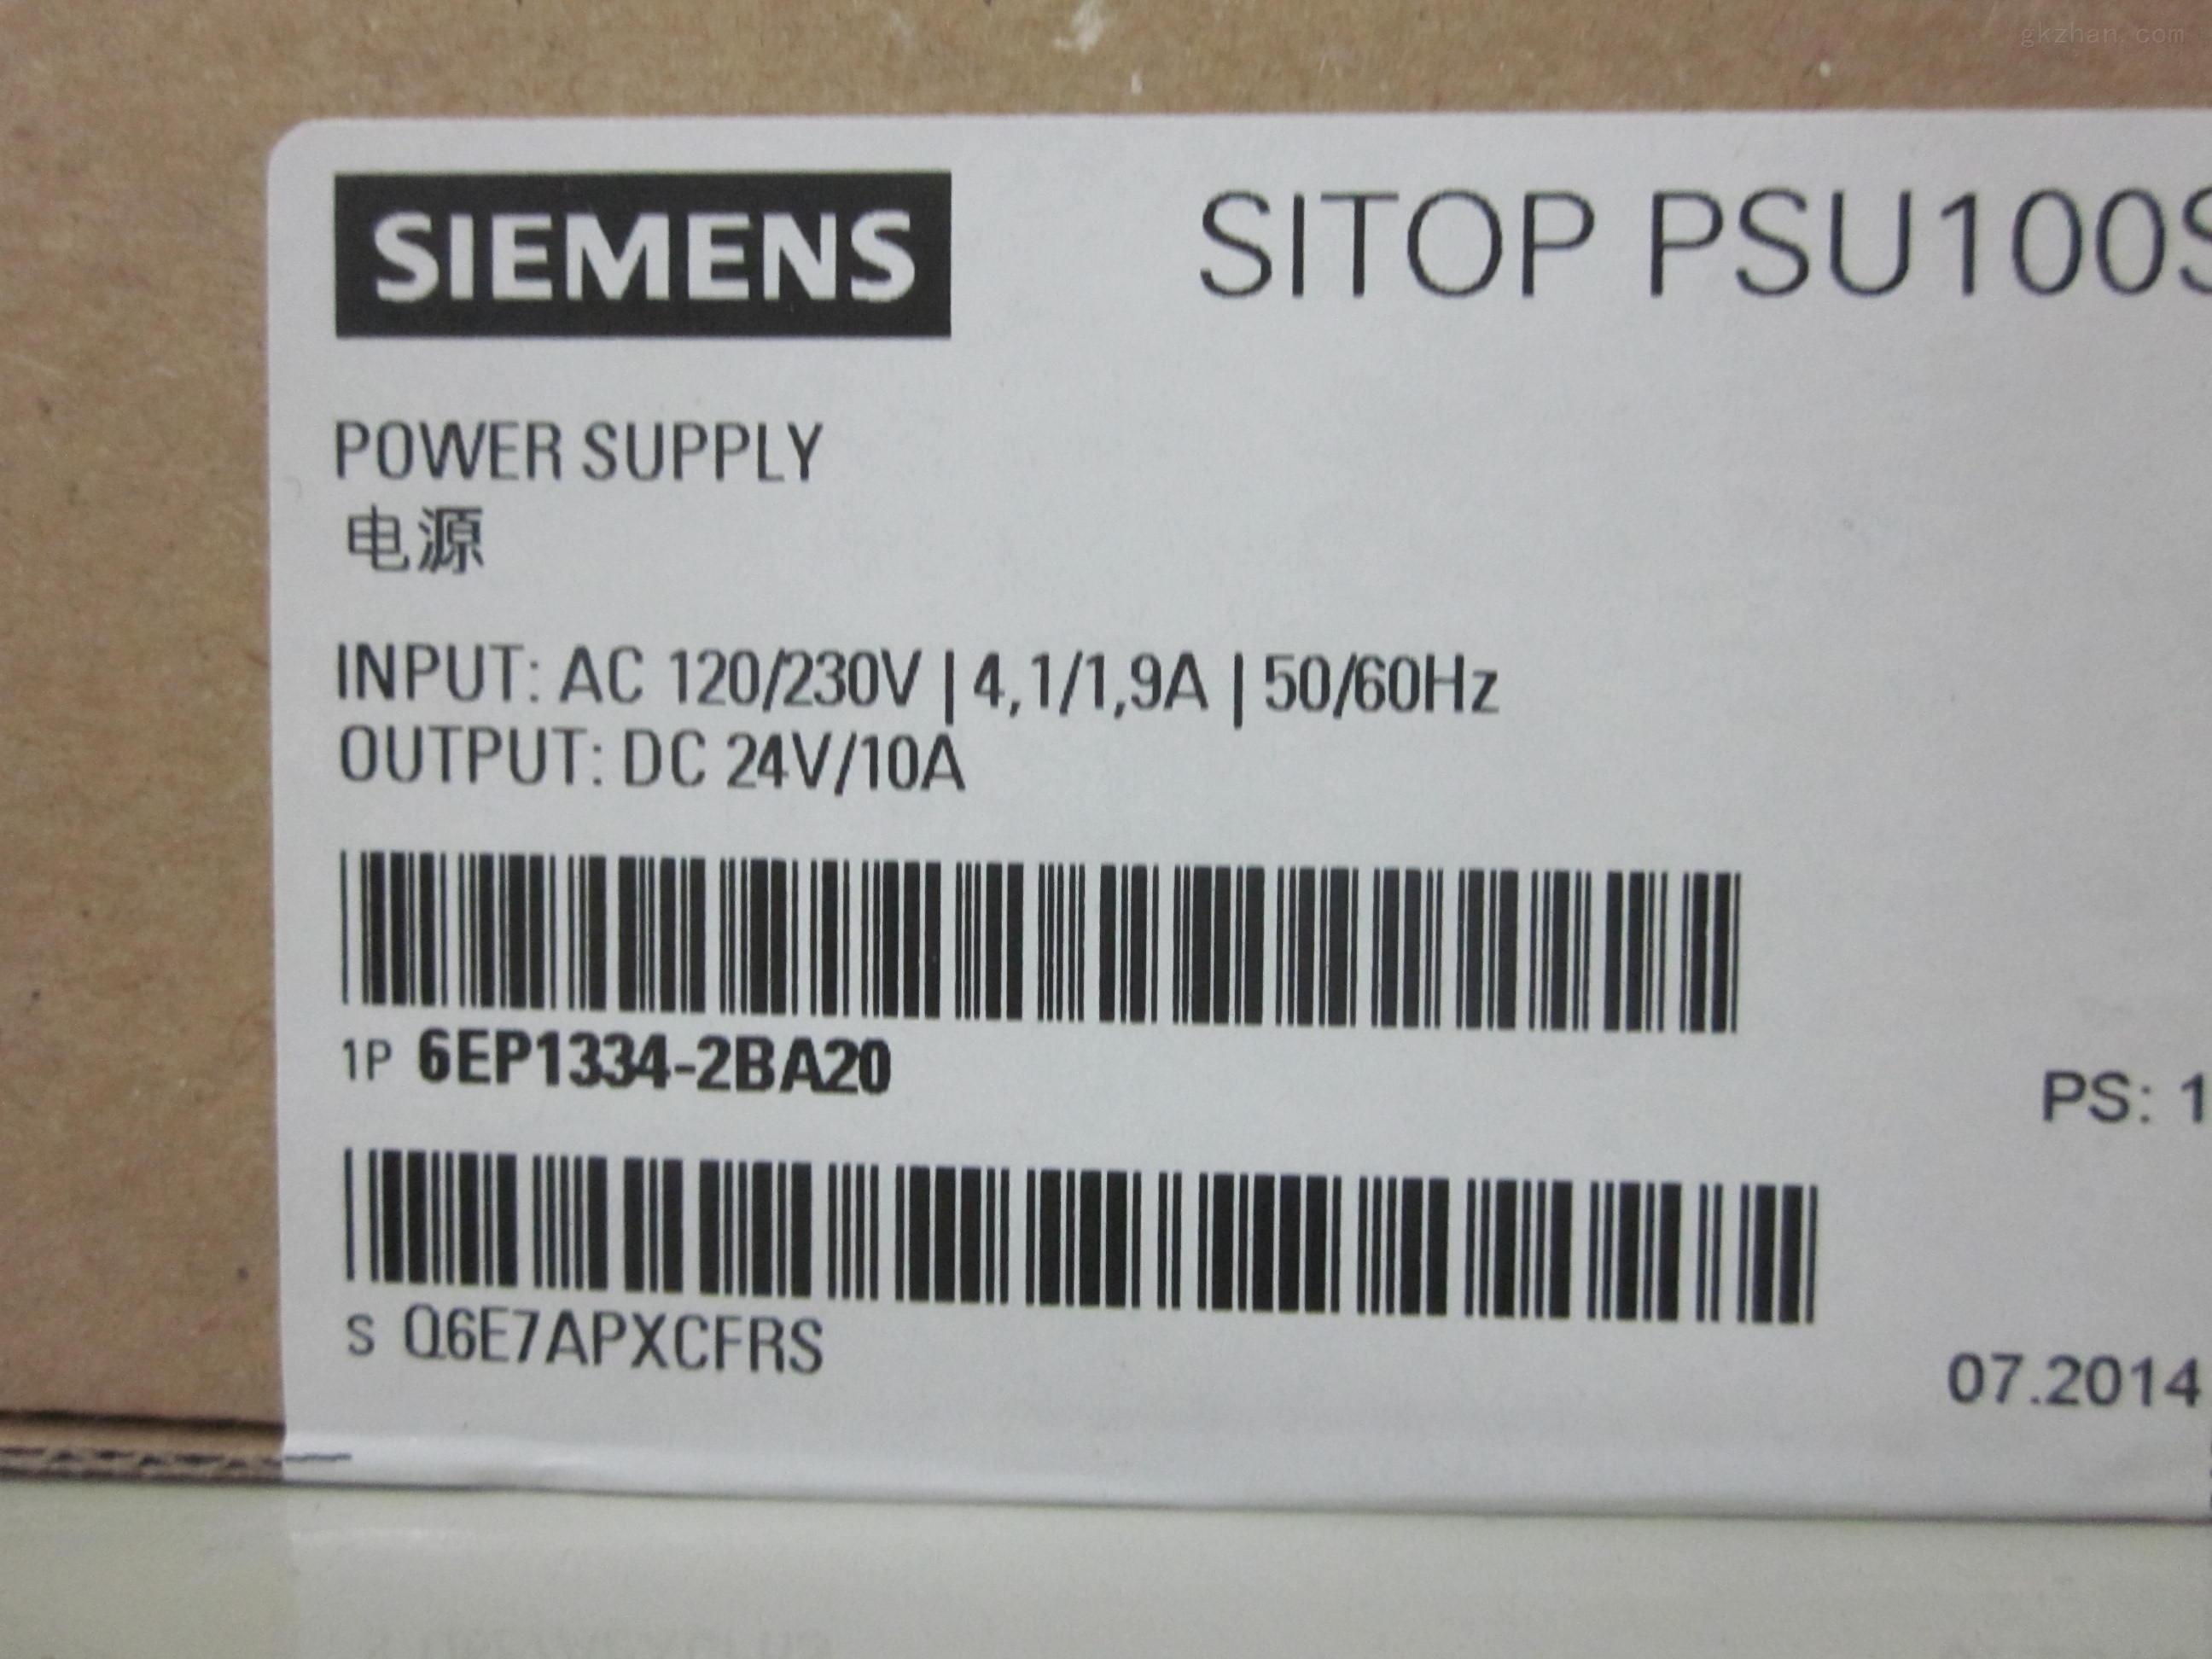 gkzhan.com
SIEMENS
SITOP PSU100S
POWER SUPPLY
电源
INPUT: AC 120/230V | 4,1/1,9A | 50/60Hz
OUTPUT: DC 24V/10A
1P 6EP1334-2BA20
PS: 1
S Q6E7APXCFRS
07.2014